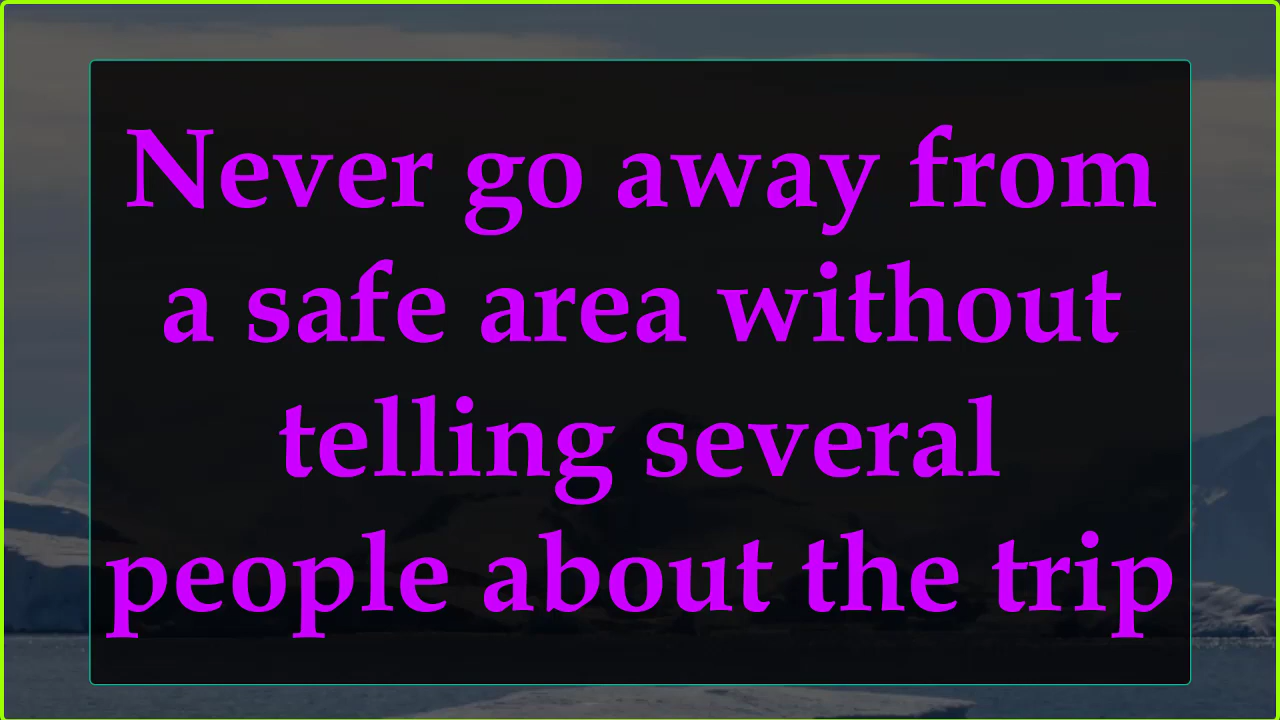 Never go away from
a safe area without
telling several
people about the trip